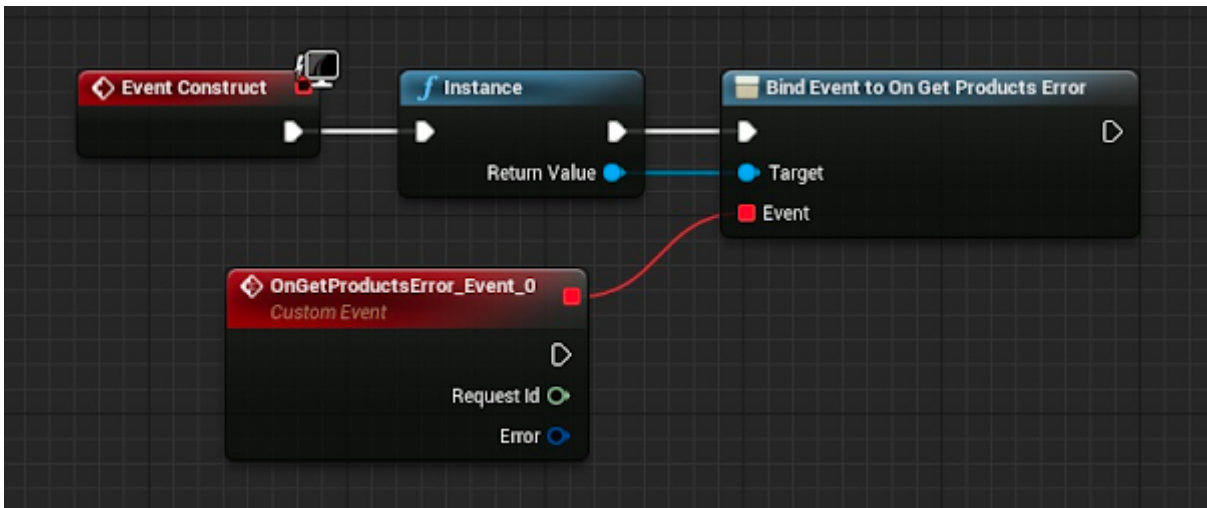 Event Construct
Instance
Bind Event to On Get Products Error
Return Value
Target
Event
OnGetProductsError_Event_0
Custom Event
Request Id
Error